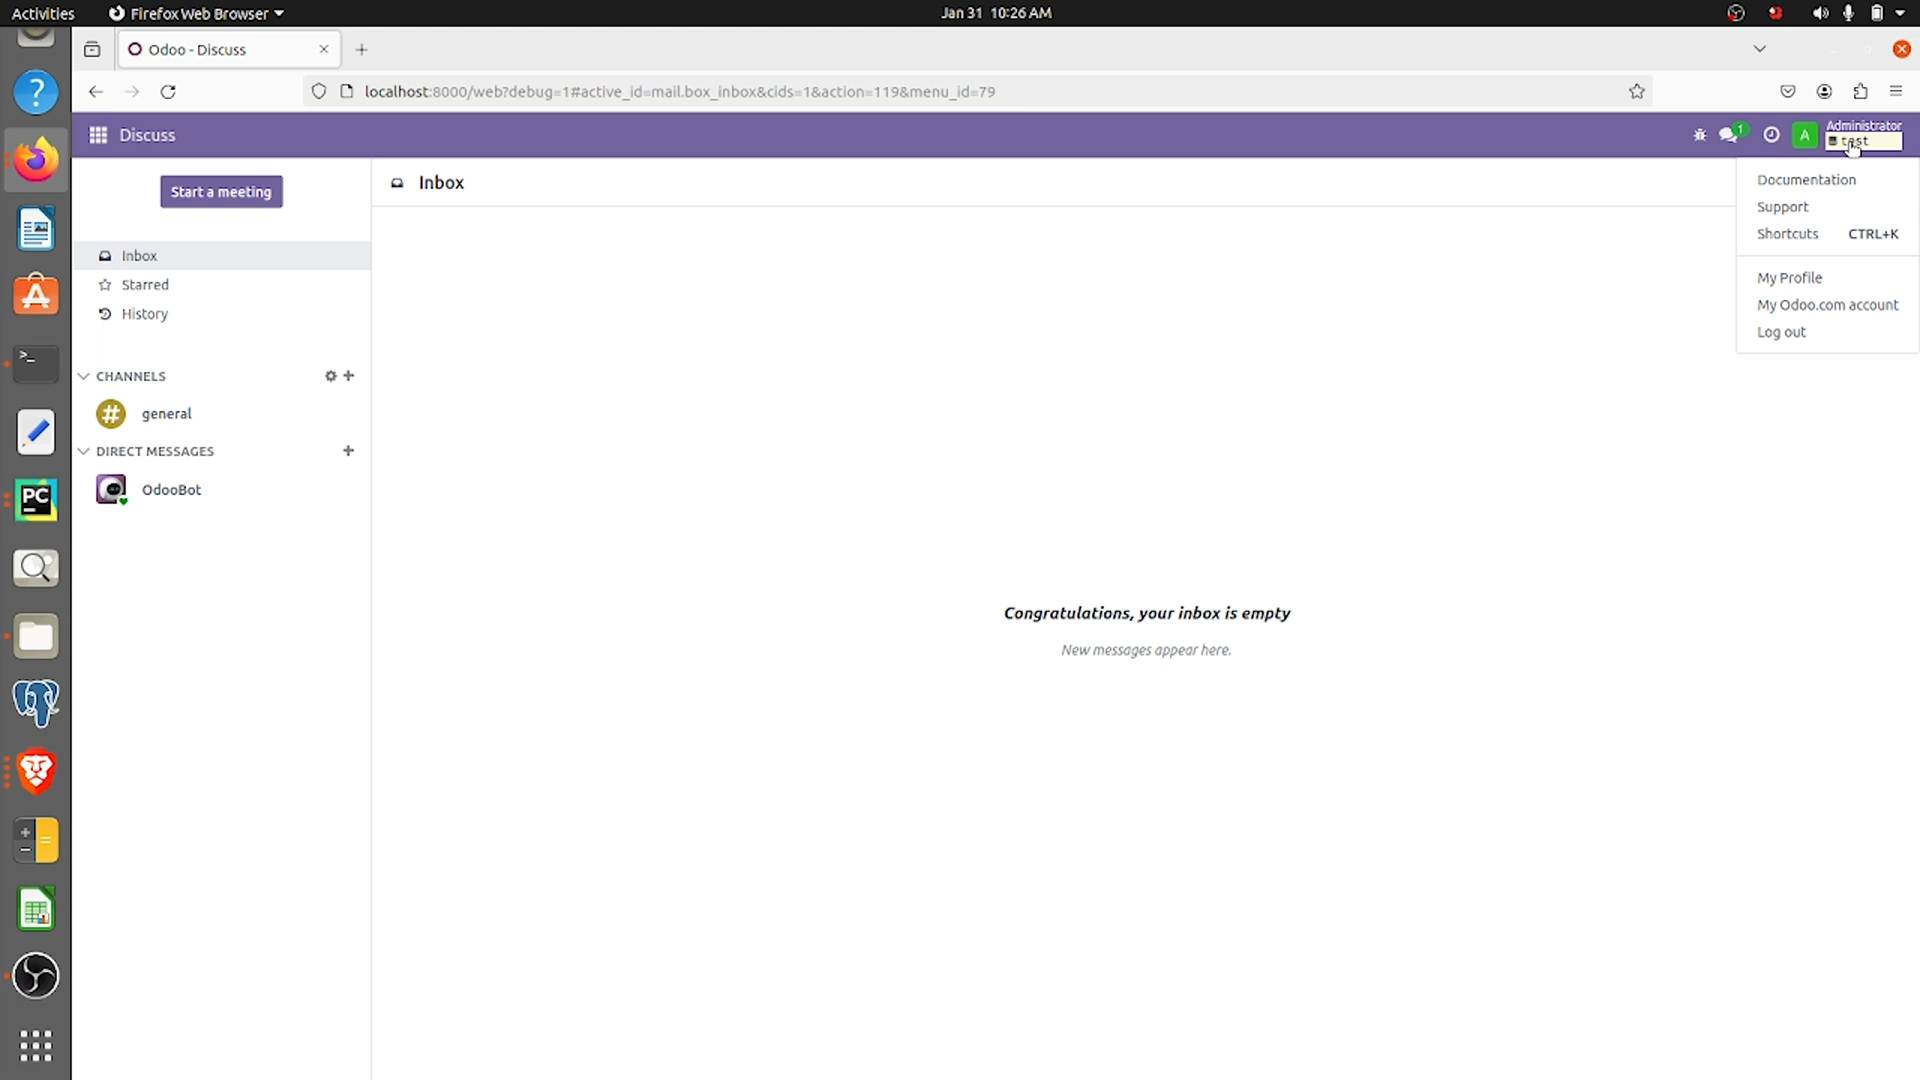 Activities
Firefox Web Browser
Jan 31 10:26 AM
Odoo - Discuss
localhost:8000/web?debug=1#active_id=mail.box_inbox&cids=1&action=119&menu_id=79
Discuss
1
A
Administrator
test
Start a meeting
Inbox
Documentation
Support
Shortcuts CTRL+K
My Profile
My Odoo.com account
Log out
Inbox
Starred
History
CHANNELS
general
DIRECT MESSAGES
OdooBot
Congratulations, your inbox is empty
New messages appear here.
PC